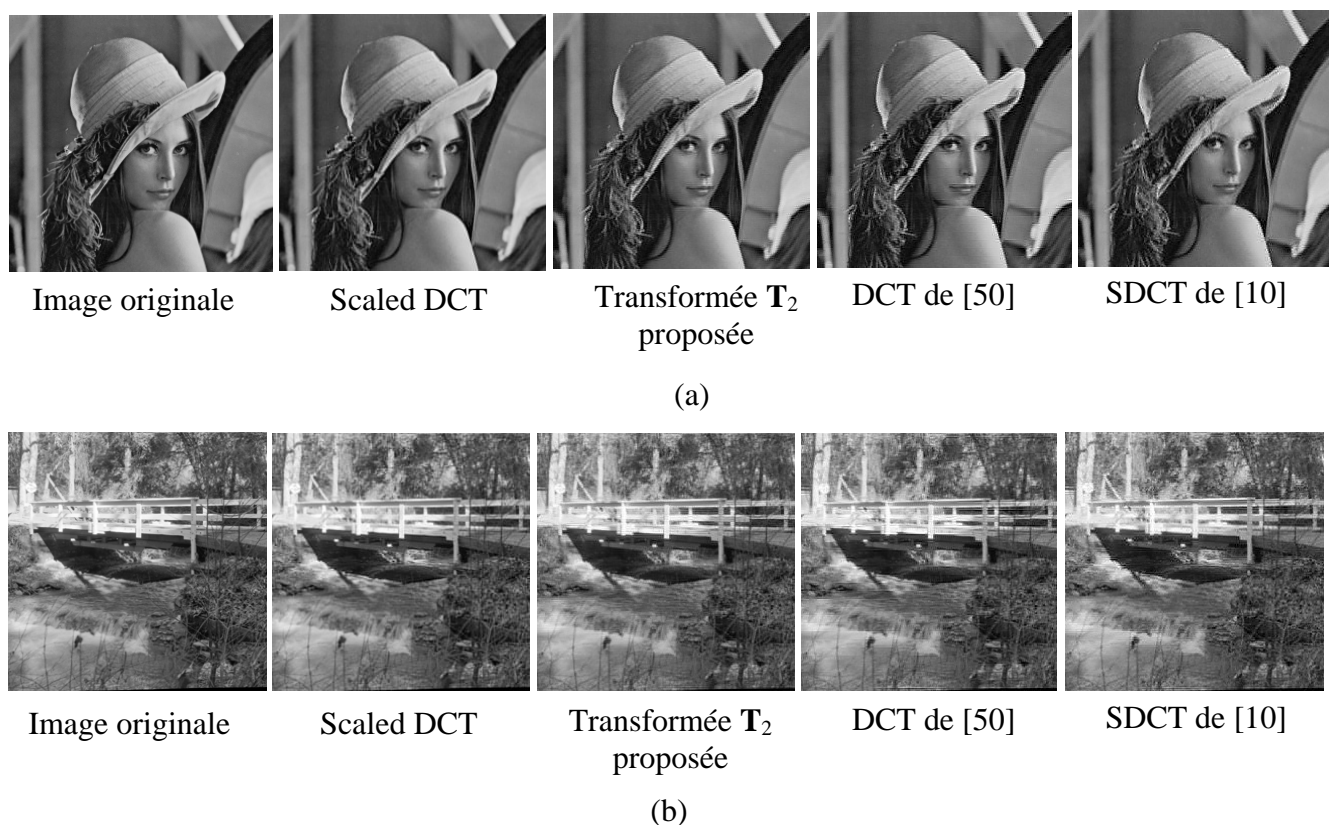 Image originale
Scaled DCT
Transformée T₂
proposée
DCT de [50]
SDCT de [10]
(a)
Image originale
Scaled DCT
Transformée T₂
proposée
DCT de [50]
SDCT de [10]
(b)